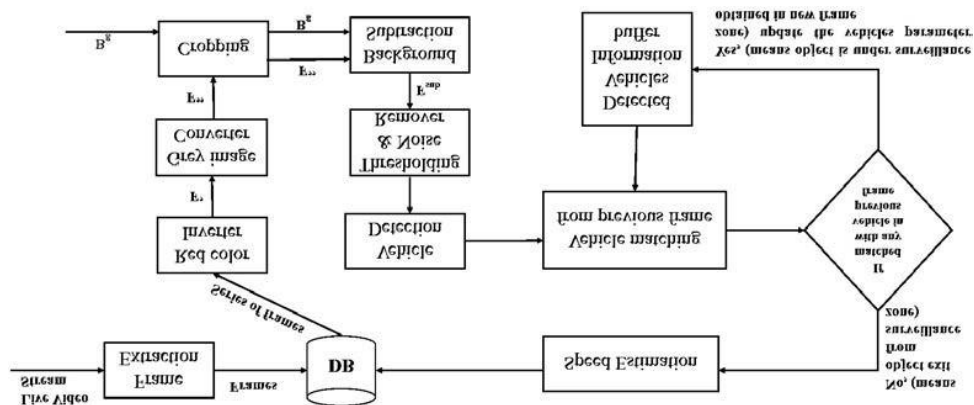 Live Video
Stream
Frame
Extraction
Frames
DB
Speed Estimation
No, (means
object exit
from
surveillance
zone)
Series of frames
Red color
Inverter
Vehicle
Detection
Vehicle matching
from previous frame
If
matched
with any
vehicle in
previous
frame
F'
Grey image
Converter
Thresholding
& Noise
Remover
F''
F_sub
Cropping
F''
B_g
B_g
Background
Subtraction
Detected
Vehicles
Information
buffer
Yes, (means object is under surveillance
zone) update the vehicles parameter
obtained in new frame